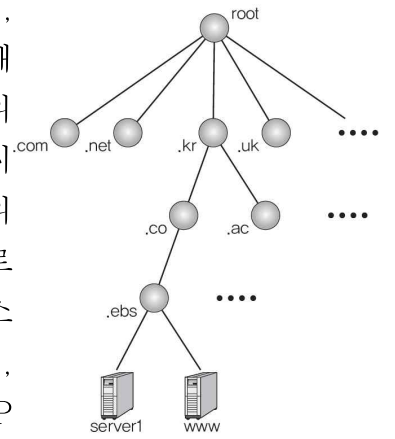 root
.com .net .kr .uk
.co .ac
.ebs
server1 www